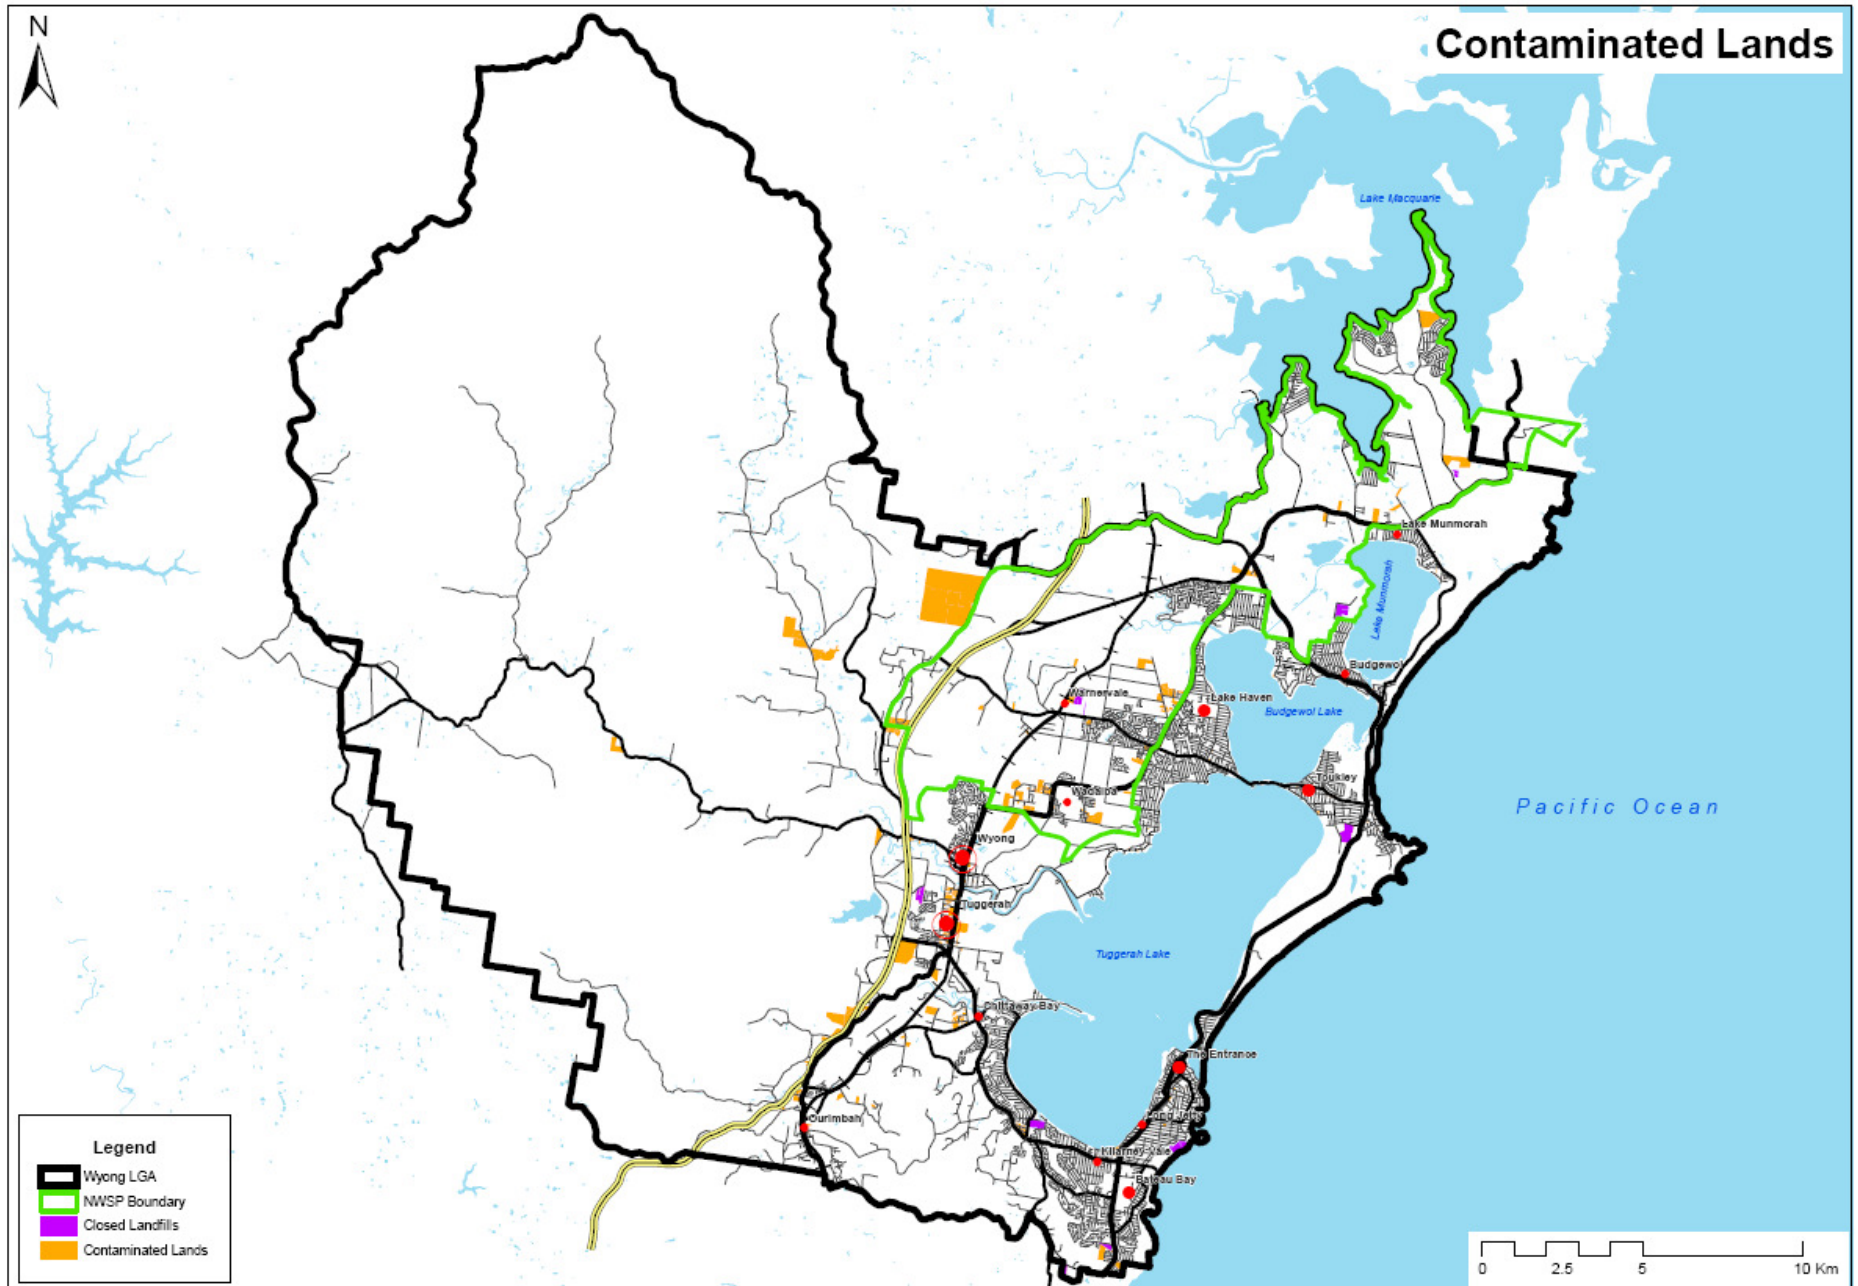 N
Contaminated Lands
Lake Macquarie
Lake Munmorah
Lake Munmorah
Budgewoi
Warnervale
Lake Haven
Budgewoi Lake
Toukley
Pacific Ocean
Wadalba
Wyong
Tuggerah
Tuggerah Lake
Chittaway Bay
The Entrance
Ourimbah
Long Jetty
Killarney Vale
Bateau Bay
Legend
Wyong LGA
NWSP Boundary
Closed Landfills
Contaminated Lands
0 2.5 5 10 Km